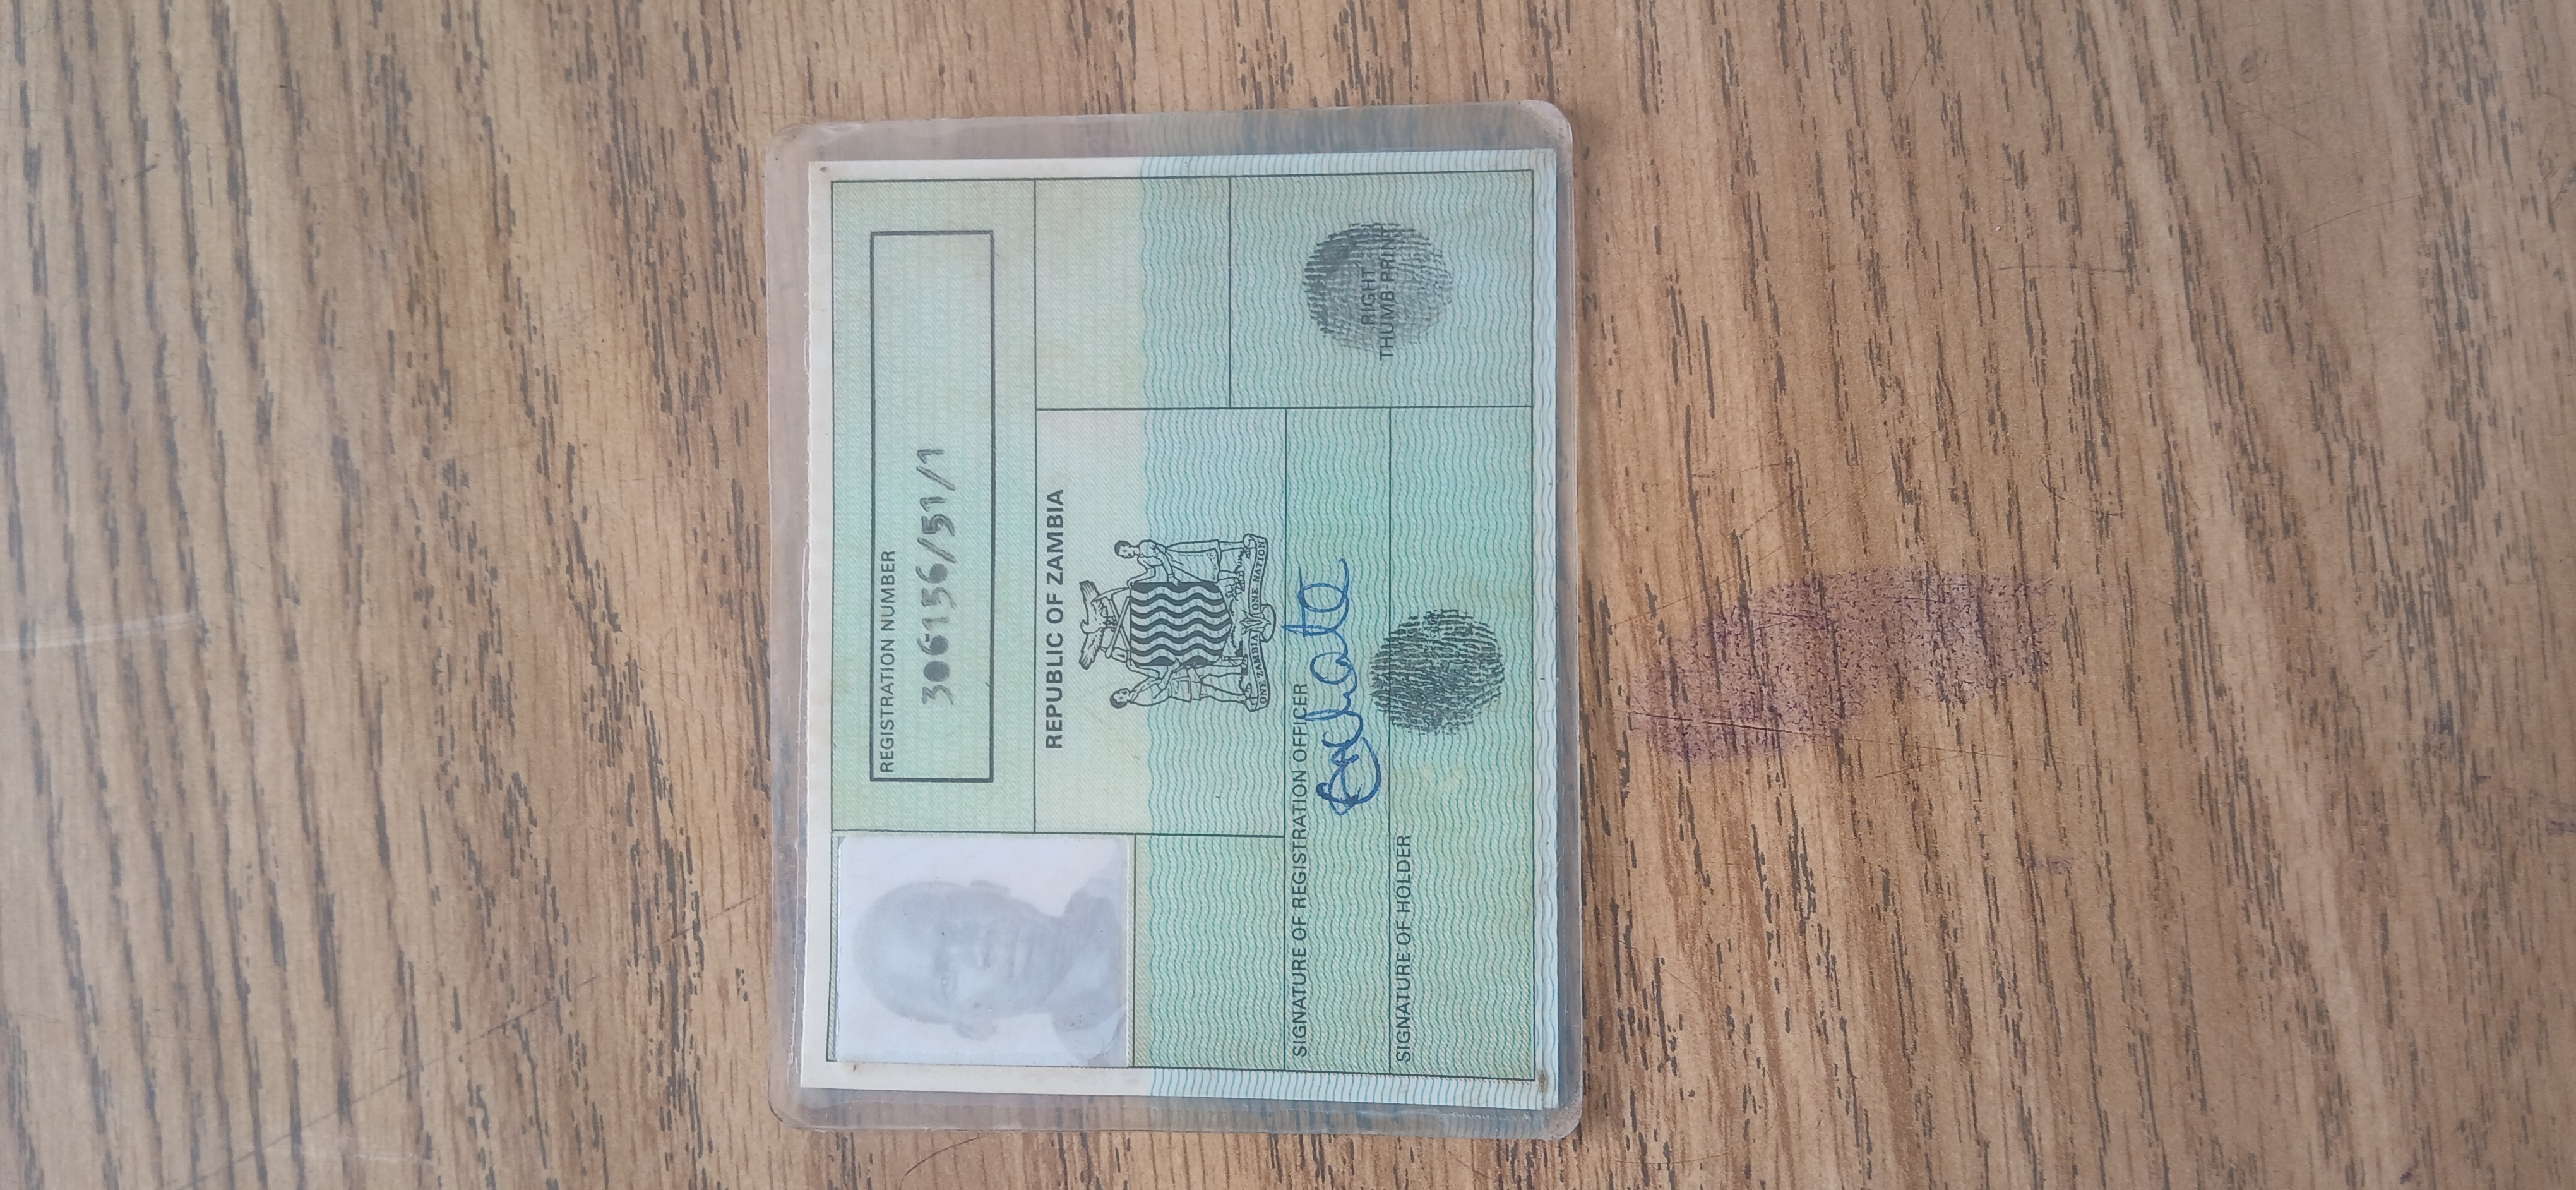 REGISTRATION NUMBER
306136/51/1
REPUBLIC OF ZAMBIA
ONE ZAMBIA ONE NATION
RIGHT
THUMB PRINT
SIGNATURE OF REGISTRATION OFFICER
SIGNATURE OF HOLDER